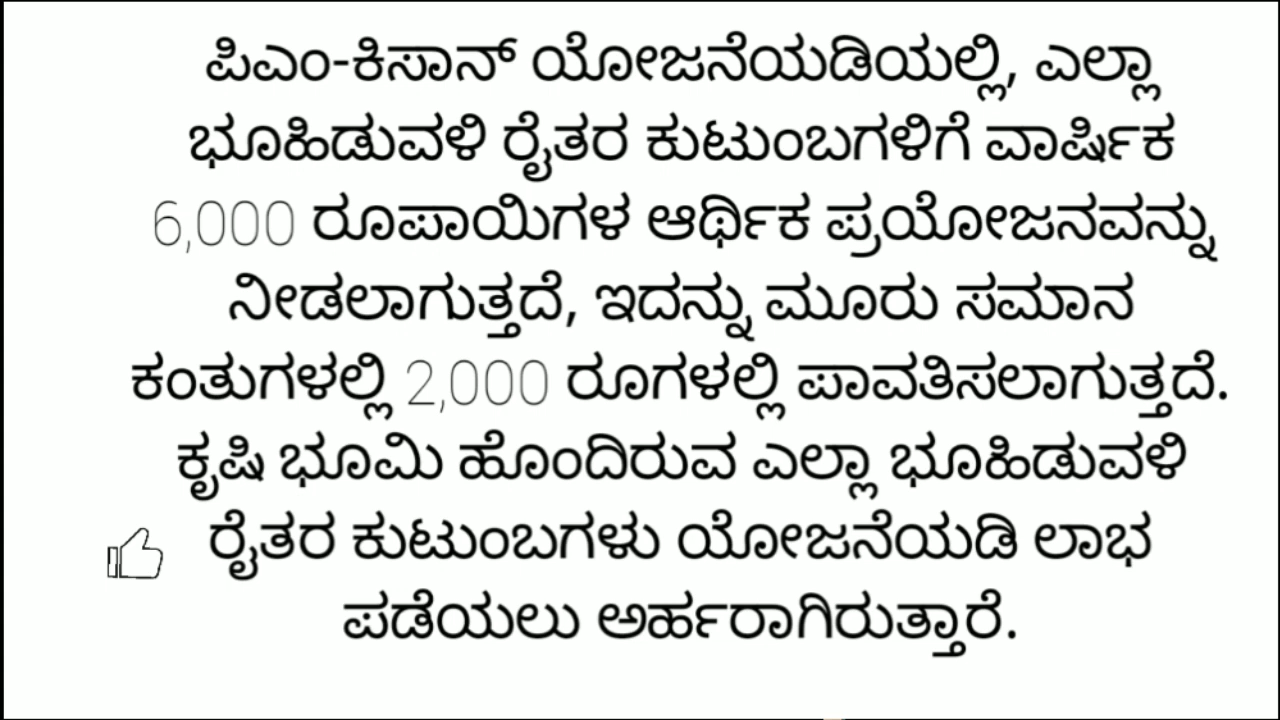 ಪಿಎಂ-ಕಿಸಾನ್ ಯೋಜನೆಯಡಿಯಲ್ಲಿ, ಎಲ್ಲಾ
ಭೂಹಿಡುವಳಿ ರೈತರ ಕುಟುಂಬಗಳಿಗೆ ವಾರ್ಷಿಕ
6,000 ರೂಪಾಯಿಗಳ ಆರ್ಥಿಕ ಪ್ರಯೋಜನವನ್ನು
ನೀಡಲಾಗುತ್ತದೆ, ಇದನ್ನು ಮೂರು ಸಮಾನ
ಕಂತುಗಳಲ್ಲಿ 2,000 ರೂಗಳಲ್ಲಿ ಪಾವತಿಸಲಾಗುತ್ತದೆ.
ಕೃಷಿ ಭೂಮಿ ಹೊಂದಿರುವ ಎಲ್ಲಾ ಭೂಹಿಡುವಳಿ
ರೈತರ ಕುಟುಂಬಗಳು ಯೋಜನೆಯಡಿ ಲಾಭ
ಪಡೆಯಲು ಅರ್ಹರಾಗಿರುತ್ತಾರೆ.